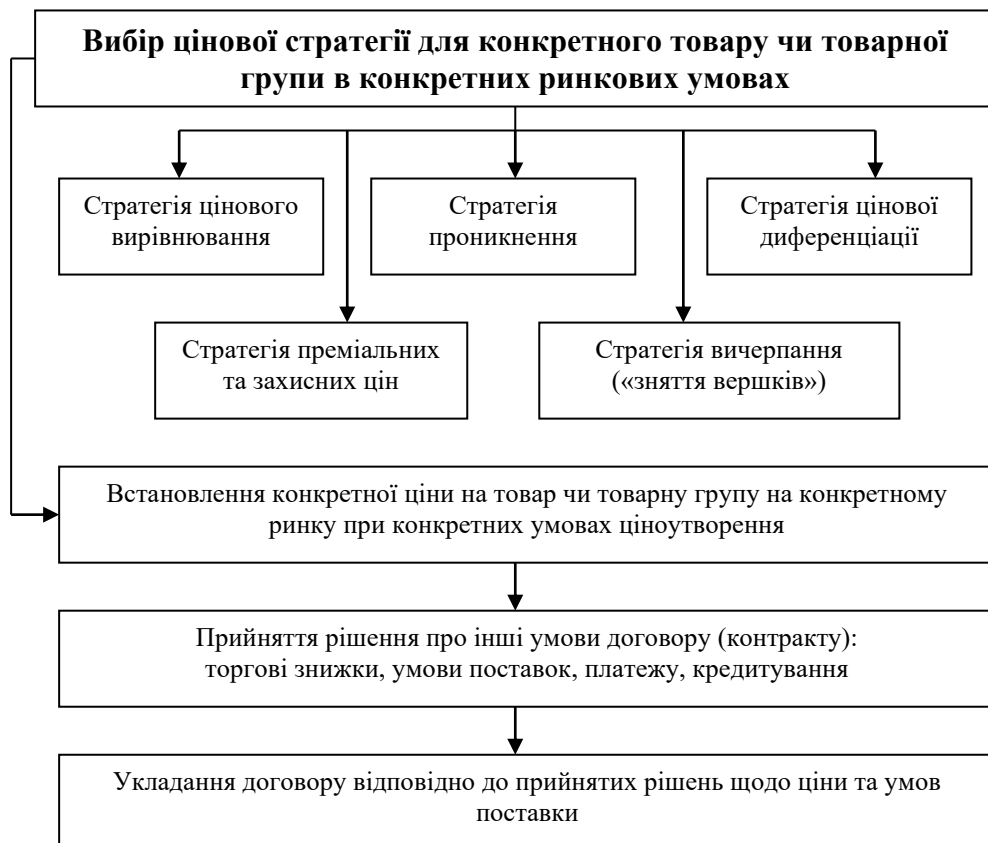 Вибір цінової стратегії для конкретного товару чи товарної
групи в конкретних ринкових умовах
Стратегія цінового
вирівнювання
Стратегія
проникнення
Стратегія цінової
диференціації
Стратегія преміальних
та захисних цін
Стратегія вичерпання
(«зняття вершків»)
Встановлення конкретної ціни на товар чи товарну групу на конкретному
ринку при конкретних умовах ціноутворення
Прийняття рішення про інші умови договору (контракту):
торгові знижки, умови поставок, платежу, кредитування
Укладання договору відповідно до прийнятих рішень щодо ціни та умов
поставки